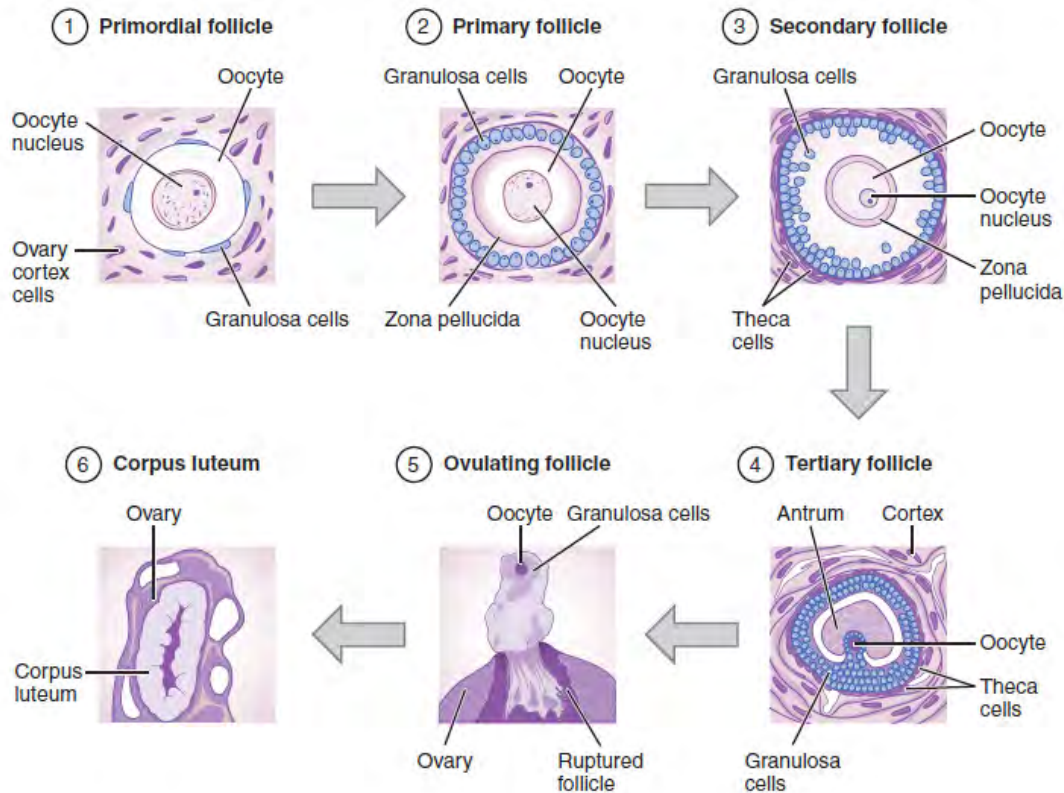 1 Primordial follicle
Oocyte
Oocyte
nucleus
Ovary
cortex
cells
Granulosa cells
2 Primary follicle
Granulosa cells
Oocyte
Zona pellucida
Oocyte
nucleus
3 Secondary follicle
Granulosa cells
Oocyte
Oocyte
nucleus
Zona
pellucida
Theca
cells
6 Corpus luteum
Ovary
Corpus
luteum
5 Ovulating follicle
Oocyte
Granulosa cells
Ovary
Ruptured
follicle
4 Tertiary follicle
Antrum
Cortex
Oocyte
Theca
cells
Granulosa
cells